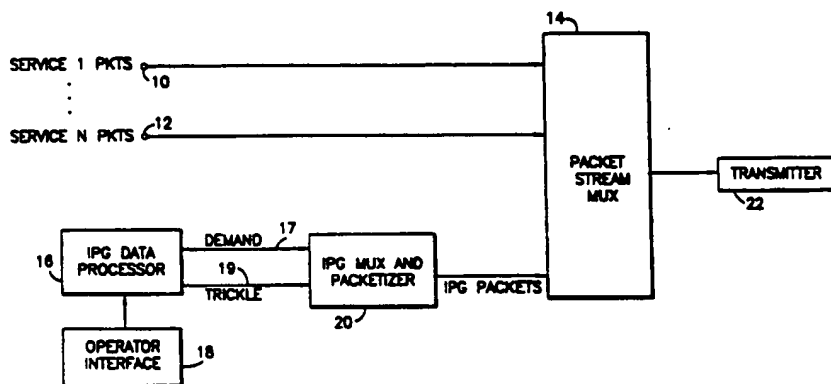 14
SERVICE 1 PKTS
10
SERVICE N PKTS
12
PACKET
STREAM
MUX
TRANSMITTER
22
IPG DATA
PROCESSOR
16
DEMAND
17
19
TRICKLE
IPG MUX AND
PACKETIZER
20
IPG PACKETS
OPERATOR
INTERFACE
18